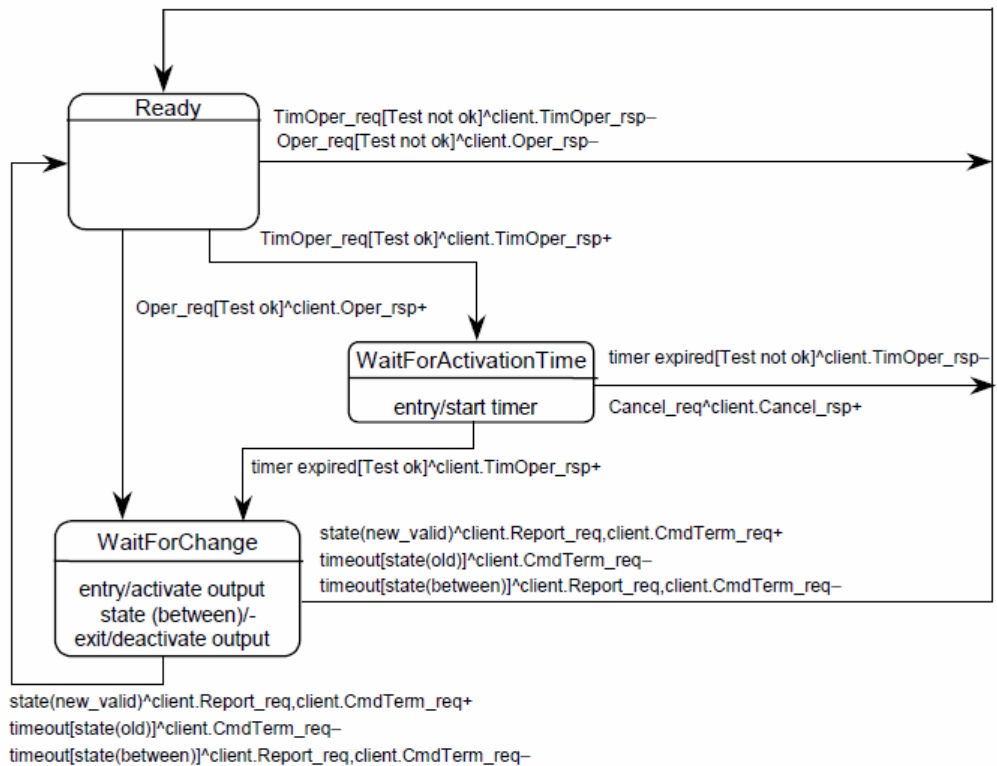 Ready
TimOper_req[Test not ok]^client.TimOper_rsp–
Oper_req[Test not ok]^client.Oper_rsp–
TimOper_req[Test ok]^client.TimOper_rsp+
Oper_req[Test ok]^client.Oper_rsp+
WaitForActivationTime
entry/start timer
timer expired[Test not ok]^client.TimOper_rsp–
Cancel_req^client.Cancel_rsp+
timer expired[Test ok]^client.TimOper_rsp+
WaitForChange
entry/activate output
state (between)/-
exit/deactivate output
state(new_valid)^client.Report_req,client.CmdTerm_req+
timeout[state(old)]^client.CmdTerm_req–
timeout[state(between)]^client.Report_req,client.CmdTerm_req–
state(new_valid)^client.Report_req,client.CmdTerm_req+
timeout[state(old)]^client.CmdTerm_req–
timeout[state(between)]^client.Report_req,client.CmdTerm_req–